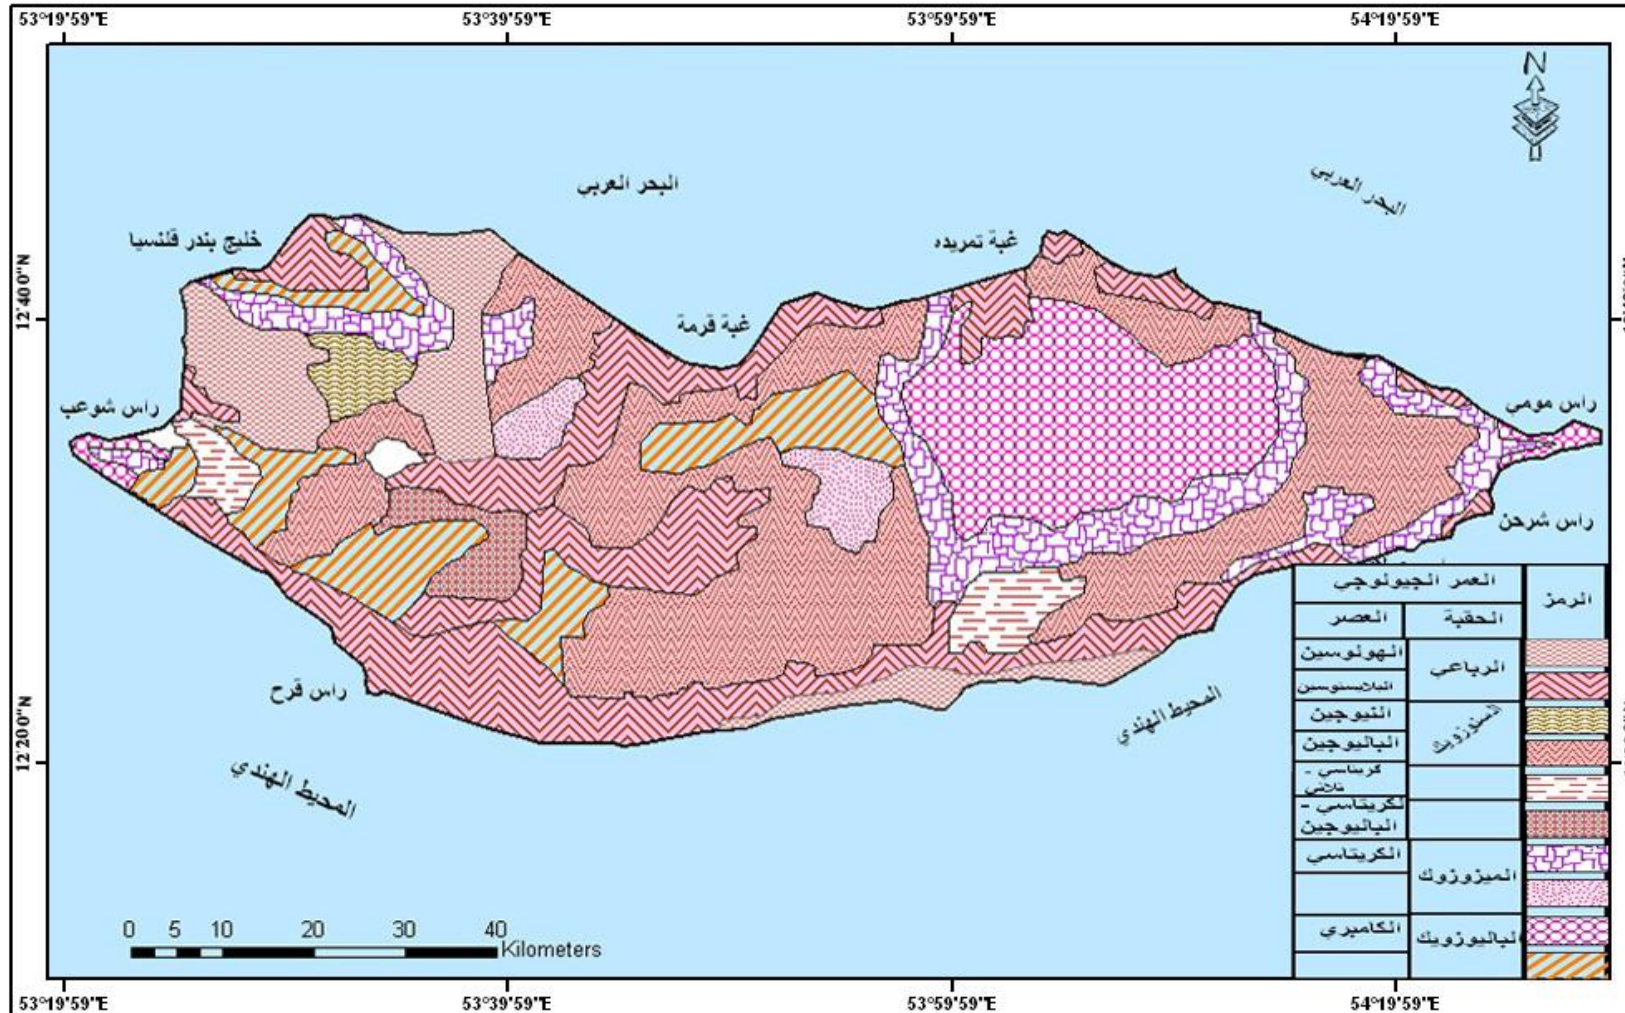 53°19'59"E
53°39'59"E
53°59'59"E
54°19'59"E
N
البحر العربي
البحر العربي
خليج بندر قلنسيا
غبة تمريده
12°40'0"N
غبة قرمة
راس شوعب
راس مومي
راس شرحن
راس قرح
المحيط الهندي
المحيط الهندي
12°20'0"N
العمر الجيولوجي
الرمز
العصر
الحقبة
الهولوسين
الرباعي
البلايستوسين
النيوجين
السنوزويك
الباليوجين
كريتاسي -
ثلاثي
لكريتاسي -
الباليوجين
الكريتاسي
الميزوزوك
الكامبري
الباليوزويك
0 5 10 20 30 40
Kilometers
53°19'59"E
53°39'59"E
53°59'59"E
54°19'59"E